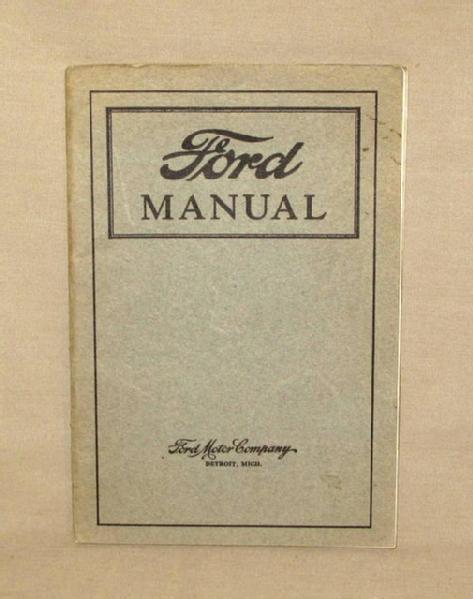 Ford
MANUAL
Ford Motor Company
DETROIT, MICH.